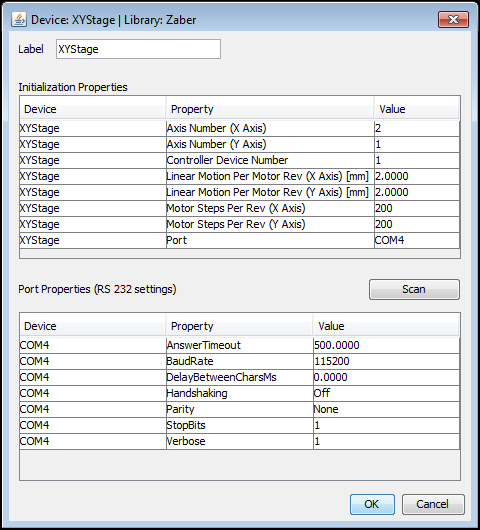 Device: XYStage | Library: Zaber
Label XYStage
Initialization Properties
Device Property Value
XYStage Axis Number (X Axis) 2
XYStage Axis Number (Y Axis) 1
XYStage Controller Device Number 1
XYStage Linear Motion Per Motor Rev (X Axis) [mm] 2.0000
XYStage Linear Motion Per Motor Rev (Y Axis) [mm] 2.0000
XYStage Motor Steps Per Rev (X Axis) 200
XYStage Motor Steps Per Rev (Y Axis) 200
XYStage Port COM4
Port Properties (RS 232 settings) Scan
Device Property Value
COM4 AnswerTimeout 500.0000
COM4 BaudRate 115200
COM4 DelayBetweenCharsMs 0.0000
COM4 Handshaking Off
COM4 Parity None
COM4 StopBits 1
COM4 Verbose 1
OK Cancel